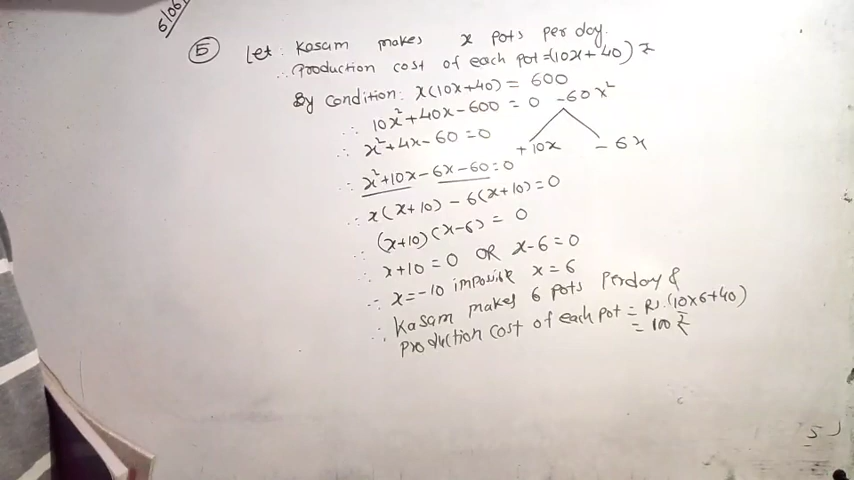 6/06/
5 Let: Kasam makes x pots per day.
∴ Production cost of each pot = (10x+40) ₹
By condition: x(10x+40) = 600
∴ 10x²+40x-600 = 0
∴ x²+4x-60=0
-60x²
+10x -6x
∴ x²+10x-6x-60=0
∴ x(x+10) - 6(x+10)=0
∴ (x+10)(x-6) = 0
∴ x+10=0 OR x-6=0
∴ x=-10 impossible x=6
∴ Kasam makes 6 pots perday &
production cost of each pot = Rs.(10x6+40)
= 100 ₹